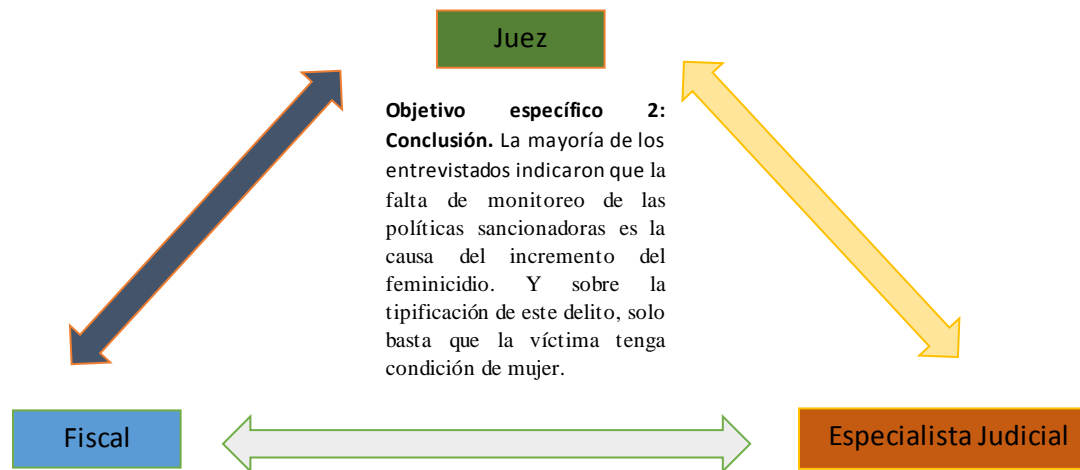 Juez
Objetivo específico 2:
Conclusión. La mayoría de los
entrevistados indicaron que la
falta de monitoreo de las
políticas sancionadoras es la
causa del incremento del
feminicidio. Y sobre la
tipificación de este delito, solo
basta que la víctima tenga
condición de mujer.
Fiscal
Especialista Judicial